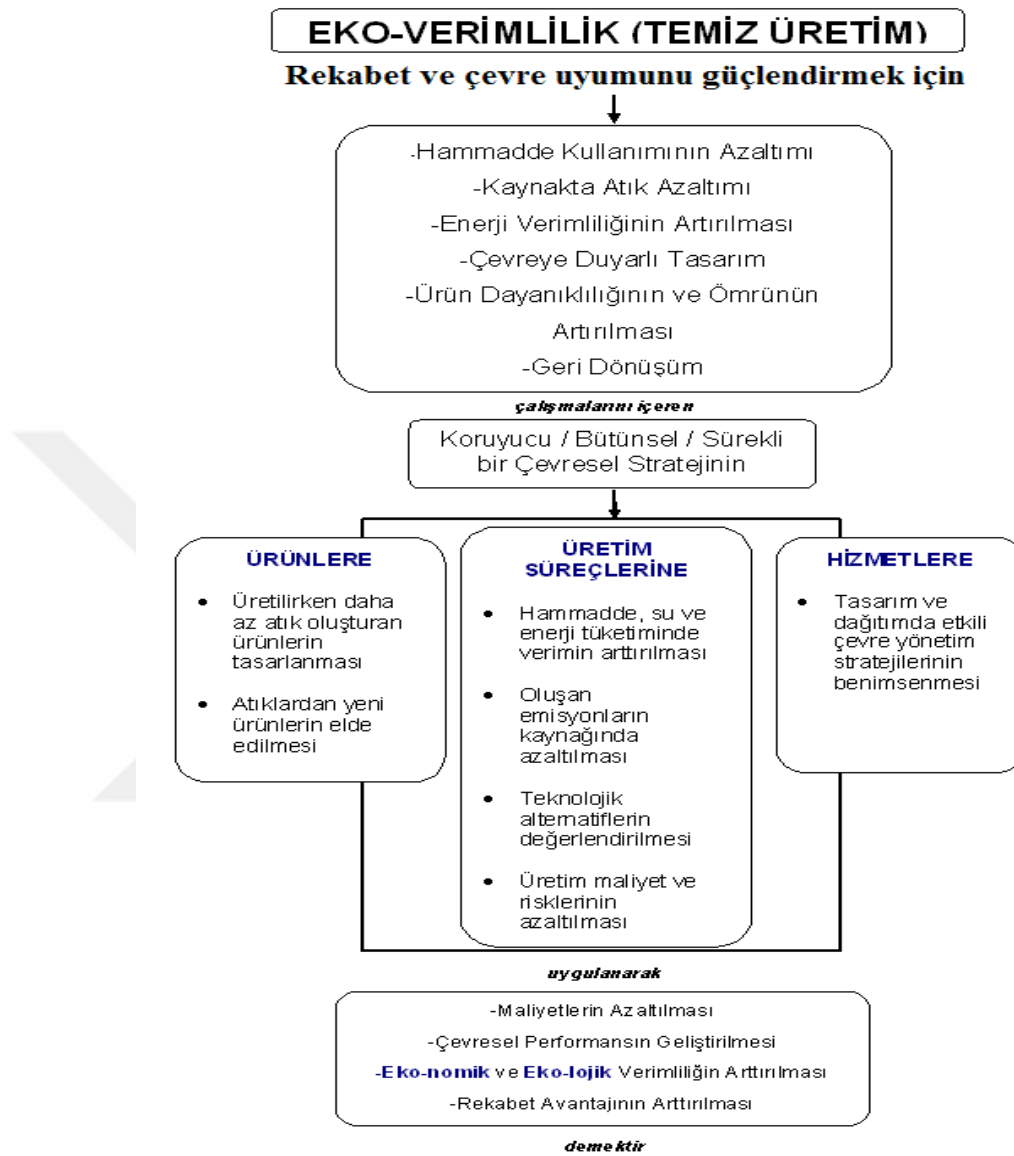 EKO-VERİMLİLİK (TEMİZ ÜRETİM)
Rekabet ve çevre uyumunu güçlendirmek için
-Hammadde Kullanımının Azaltımı
-Kaynakta Atık Azaltımı
-Enerji Verimliliğinin Artırılması
-Çevreye Duyarlı Tasarım
-Ürün Dayanıklılığının ve Ömrünün
Artırılması
-Geri Dönüşüm
çalışmalarını içeren
Koruyucu / Bütünsel / Sürekli
bir Çevresel Stratejinin
ÜRÜNLERE
• Üretilirken daha
az atık oluşturan
ürünlerin
tasarlanması
• Atıklardan yeni
ürünlerin elde
edilmesi
ÜRETİM
SÜREÇLERİNE
• Hammadde, su ve
enerji tüketiminde
verimin arttırılması
• Oluşan
emisyonların
kaynağında
azaltılması
• Teknolojik
alternatiflerin
değerlendirilmesi
• Üretim maliyet ve
risklerinin
azaltılması
HİZMETLERE
• Tasarım ve
dağıtımda etkili
çevre yönetim
stratejilerinin
benimsenmesi
uygulanarak
-Maliyetlerin Azaltılması
-Çevresel Performansın Geliştirilmesi
-Eko-nomik ve Eko-lojik Verimliliğin Arttırılması
-Rekabet Avantajının Arttırılması
demektir